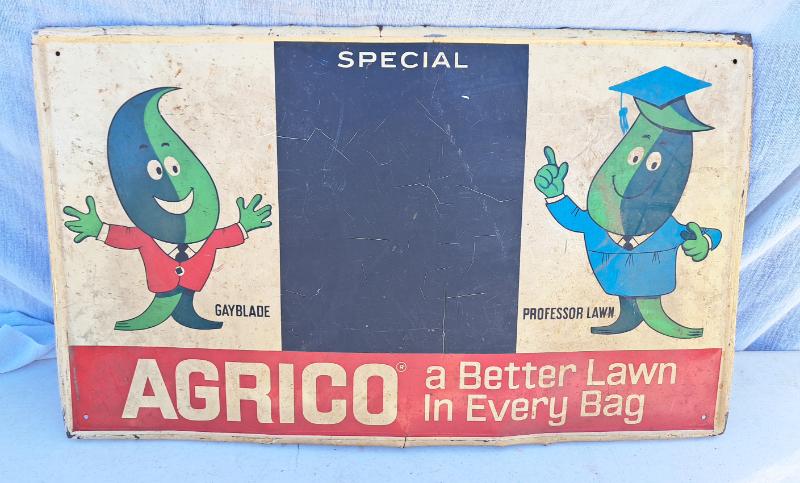 SPECIAL
GAYBLADE
PROFESSOR LAWN
AGRICO® a Better Lawn
In Every Bag